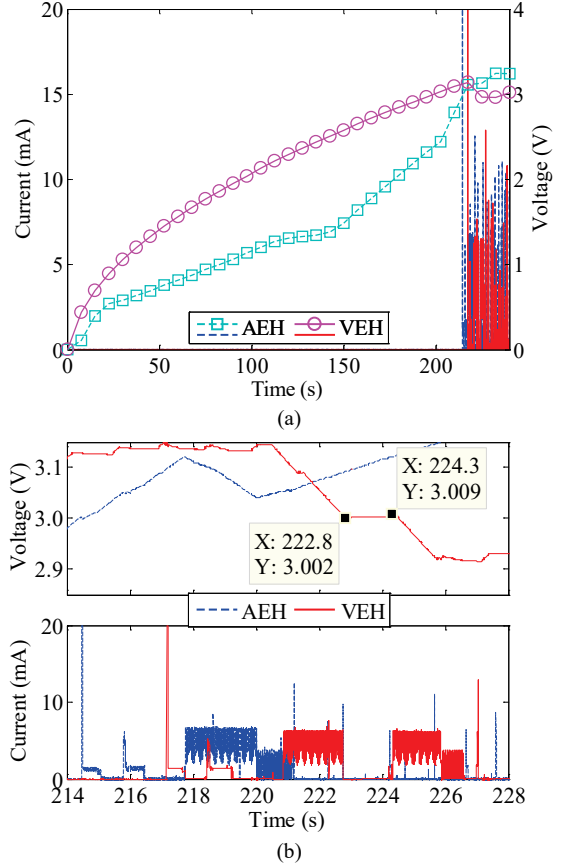 20
15
10
5
0
Current (mA)
4
3
2
1
0
Voltage (V)
AEH VEH
0 50 100 150 200
Time (s)
(a)
3.1
3.0
2.9
Voltage (V)
X: 224.3
Y: 3.009
X: 222.8
Y: 3.002
AEH VEH
20
10
0
Current (mA)
214 216 218 220 222 224 226 228
Time (s)
(b)